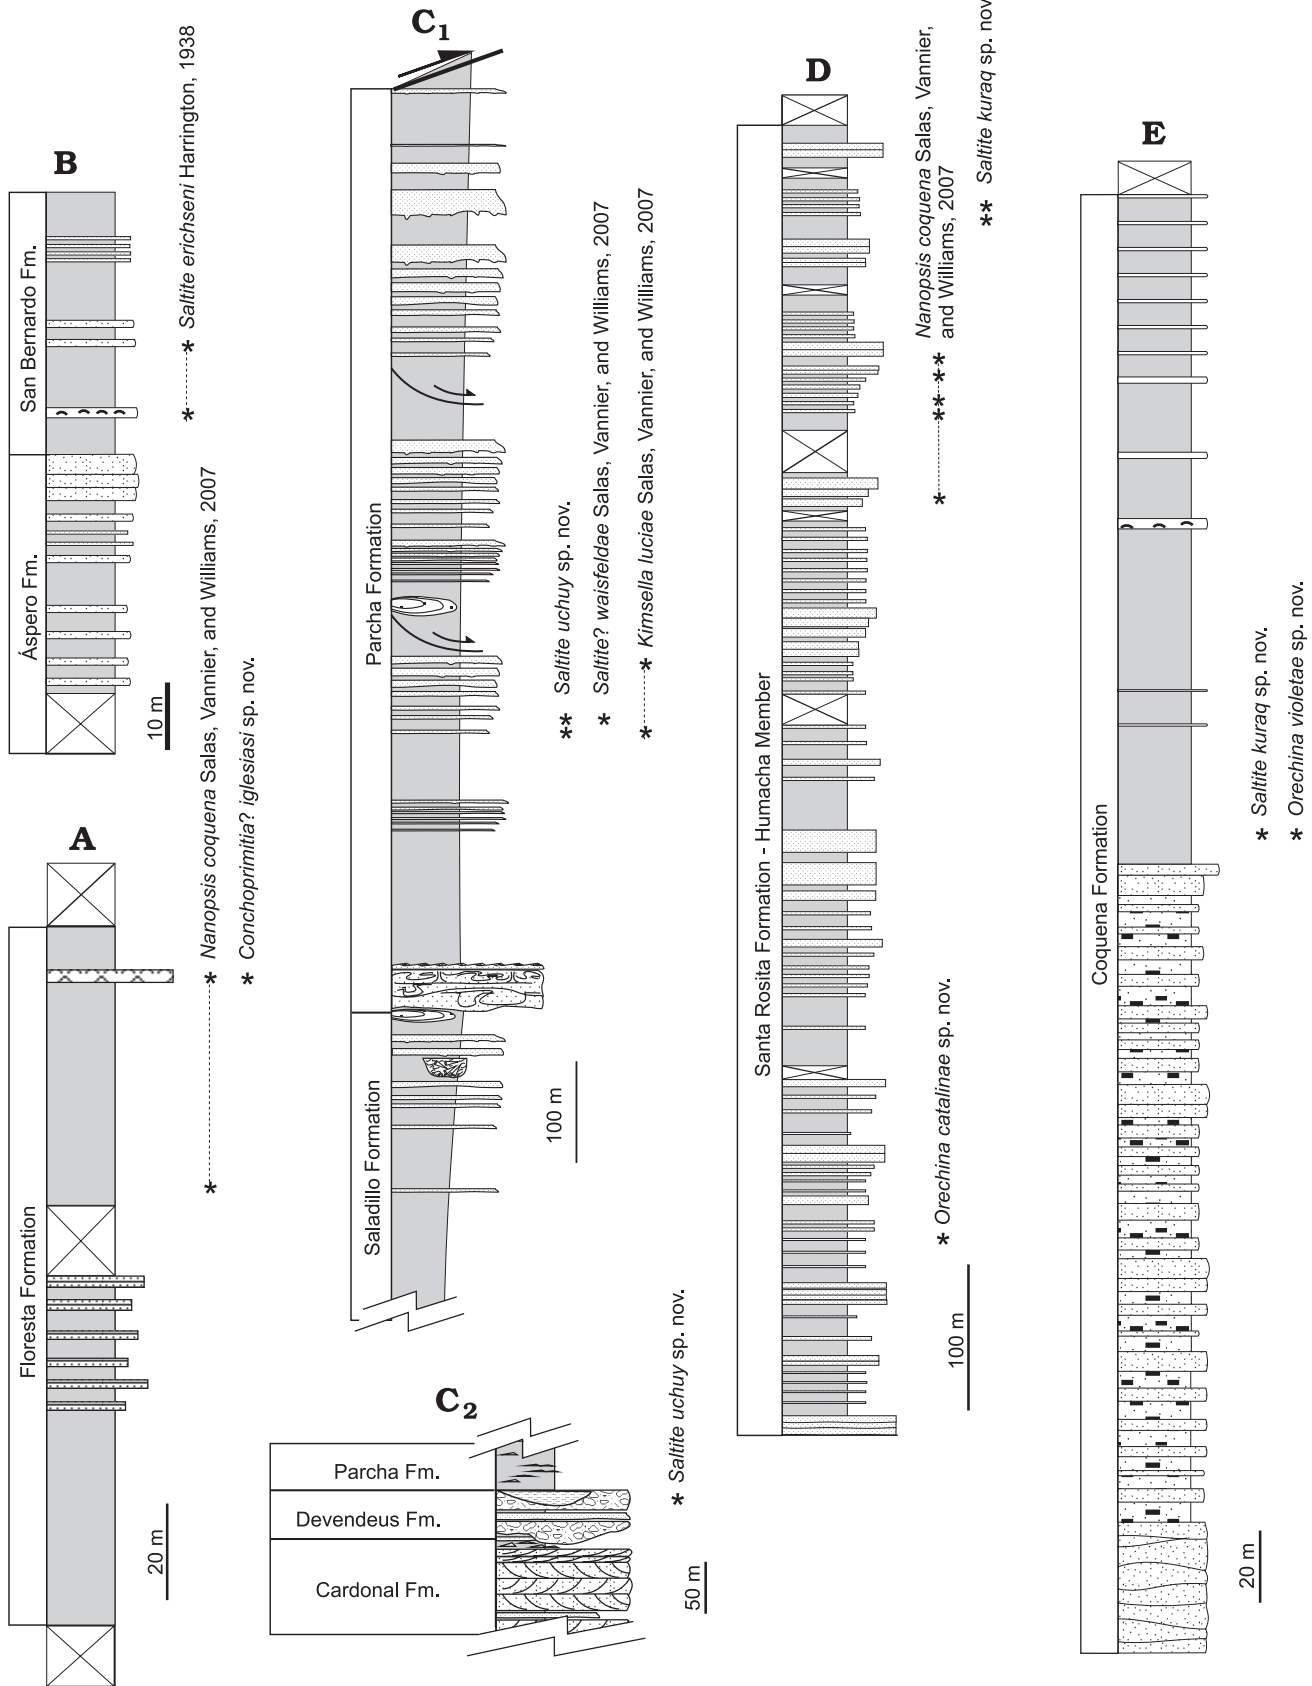 A
Floresta Formation
20 m
* Nanopsis coquena Salas, Vannier, and Williams, 2007
* Conchoprimitia? iglesiasi sp. nov.
*
B
San Bernardo Fm.
Áspero Fm.
10 m
* * Saltite erichseni Harrington, 1938
C1
Parcha Formation
Saladillo Formation
100 m
** Saltite uchuy sp. nov.
* Saltite? waisfeldae Salas, Vannier, and Williams, 2007
* * Kimsella luciae Salas, Vannier, and Williams, 2007
C2
Parcha Fm.
Devendeus Fm.
Cardonal Fm.
50 m
* Saltite uchuy sp. nov.
D
Santa Rosita Formation - Humacha Member
100 m
* Orechina catalinae sp. nov.
* * * * * Nanopsis coquena Salas, Vannier,
and Williams, 2007
** Saltite kuraq sp. nov.
E
Coquena Formation
20 m
* Saltite kuraq sp. nov.
* Orechina violetae sp. nov.